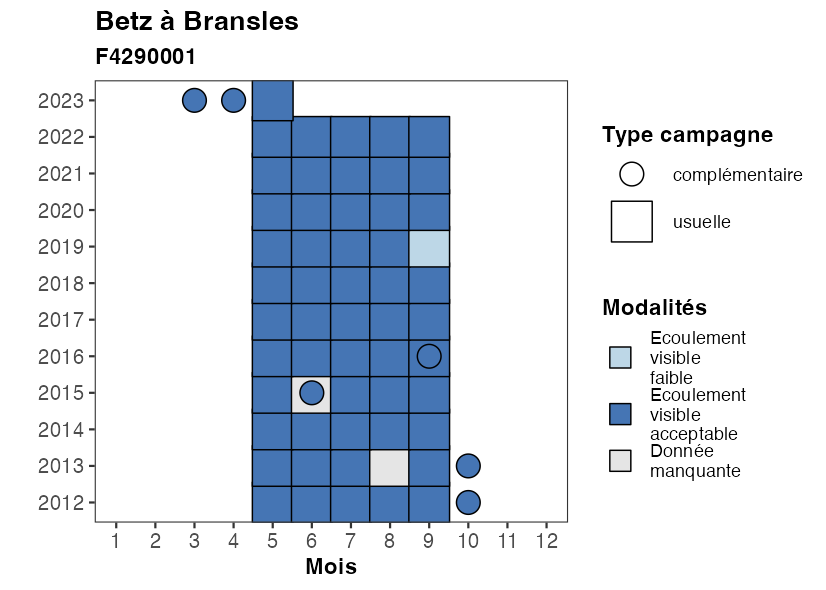 Betz à Bransles
F4290001
2023
2022
2021
2020
2019
2018
2017
2016
2015
2014
2013
2012
1 2 3 4 5 6 7 8 9 10 11 12
Mois
Type campagne
complémentaire
usuelle
Modalités
Ecoulement
visible
faible
Ecoulement
visible
acceptable
Donnée
manquante